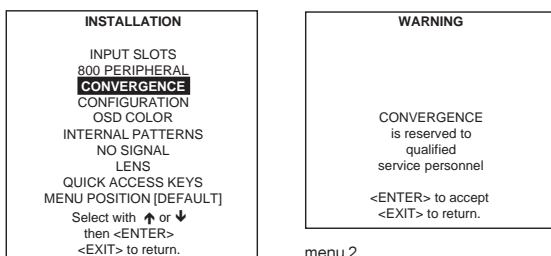 INSTALLATION
INPUT SLOTS
800 PERIPHERAL
CONVERGENCE
CONFIGURATION
OSD COLOR
INTERNAL PATTERNS
NO SIGNAL
LENS
QUICK ACCESS KEYS
MENU POSITION [DEFAULT]
Select with ↑ or ↓
then <ENTER>
<EXIT> to return.
WARNING
CONVERGENCE
is reserved to
qualified
service personnel
<ENTER> to accept
<EXIT> to return.
menu 2